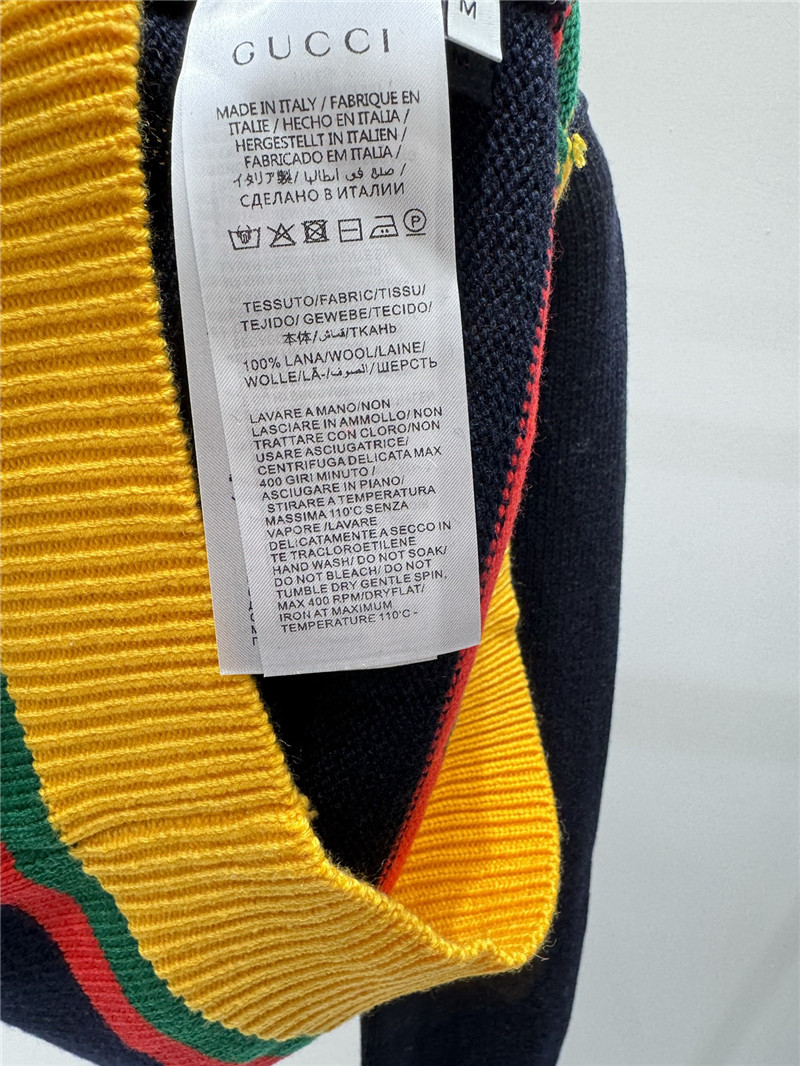 M
GUCCI
MADE IN ITALY / FABRIQUE EN
ITALIE / HECHO EN ITALIA /
HERGESTELLT IN ITALIEN /
FABRICADO EM ITALIA /
イタリア製 / صنع في ايطاليا /
СДЕЛАНО В ИТАЛИИ
P
TESSUTO/FABRIC/TISSU/
TEJIDO/ GEWEBE/TECIDO/
本体/قماش/ТКАНЬ
100% LANA/WOOL/LAINE/
WOLLE/LÃ-/الصوف/ШЕРСТЬ
LAVARE A MANO/NON
LASCIARE IN AMMOLLO/ NON
TRATTARE CON CLORO/NON
USARE ASCIUGATRICE/
CENTRIFUGA DELICATA MAX
400 GIRI MINUTO /
ASCIUGARE IN PIANO/
STIRARE A TEMPERATURA
MASSIMA 110'C SENZA
VAPORE /LAVARE
DELICATAMENTE A SECCO IN
TE TRACLOROETILENE
HAND WASH/ DO NOT SOAK/
DO NOT BLEACH/ DO NOT
TUMBLE DRY GENTLE SPIN,
MAX 400 RPM/DRYFLAT/
IRON AT MAXIMUM
TEMPERATURE 110'C -